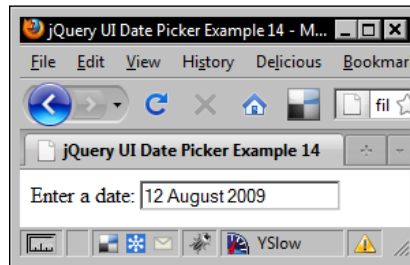 jQuery UI Date Picker Example 14 - M...
File Edit View History Delicious Bookmar
fil
jQuery UI Date Picker Example 14
Enter a date: 12 August 2009
YSlow